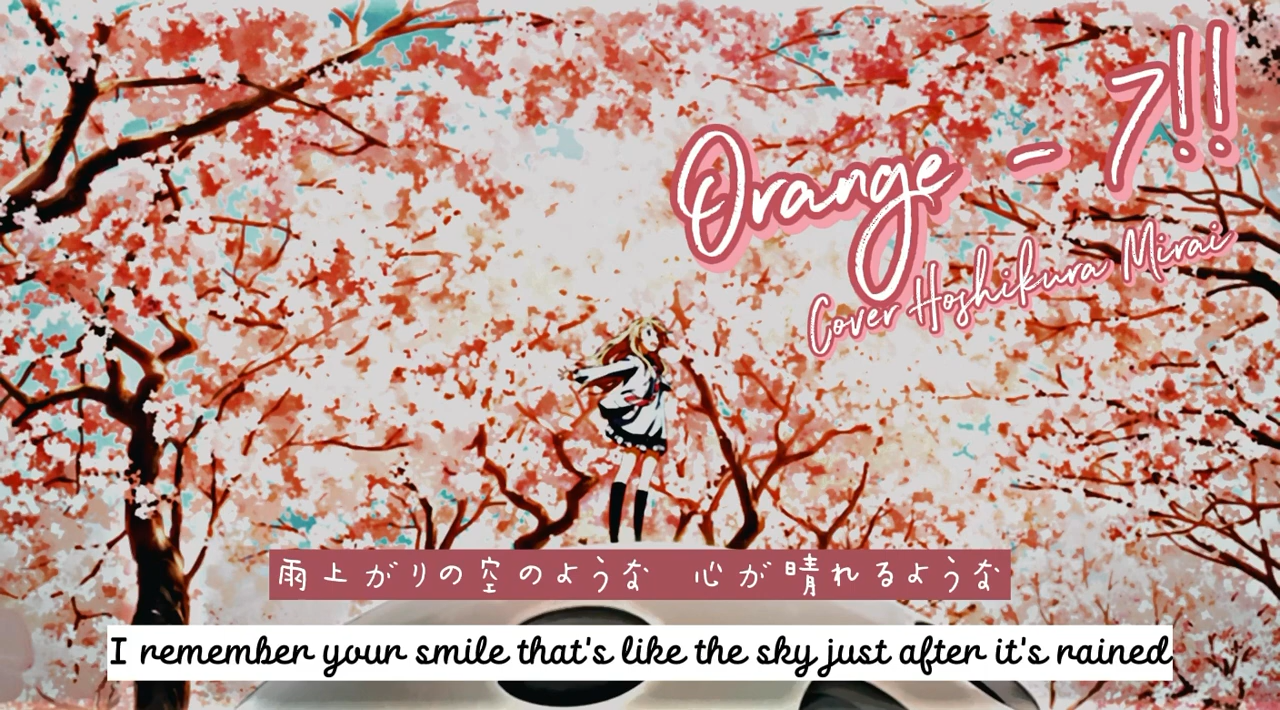 Orange - 7!!
Cover Hoshikura Mirai
雨上がりの空のような 心が晴れるような
I remember your smile that's like the sky just after it's rained